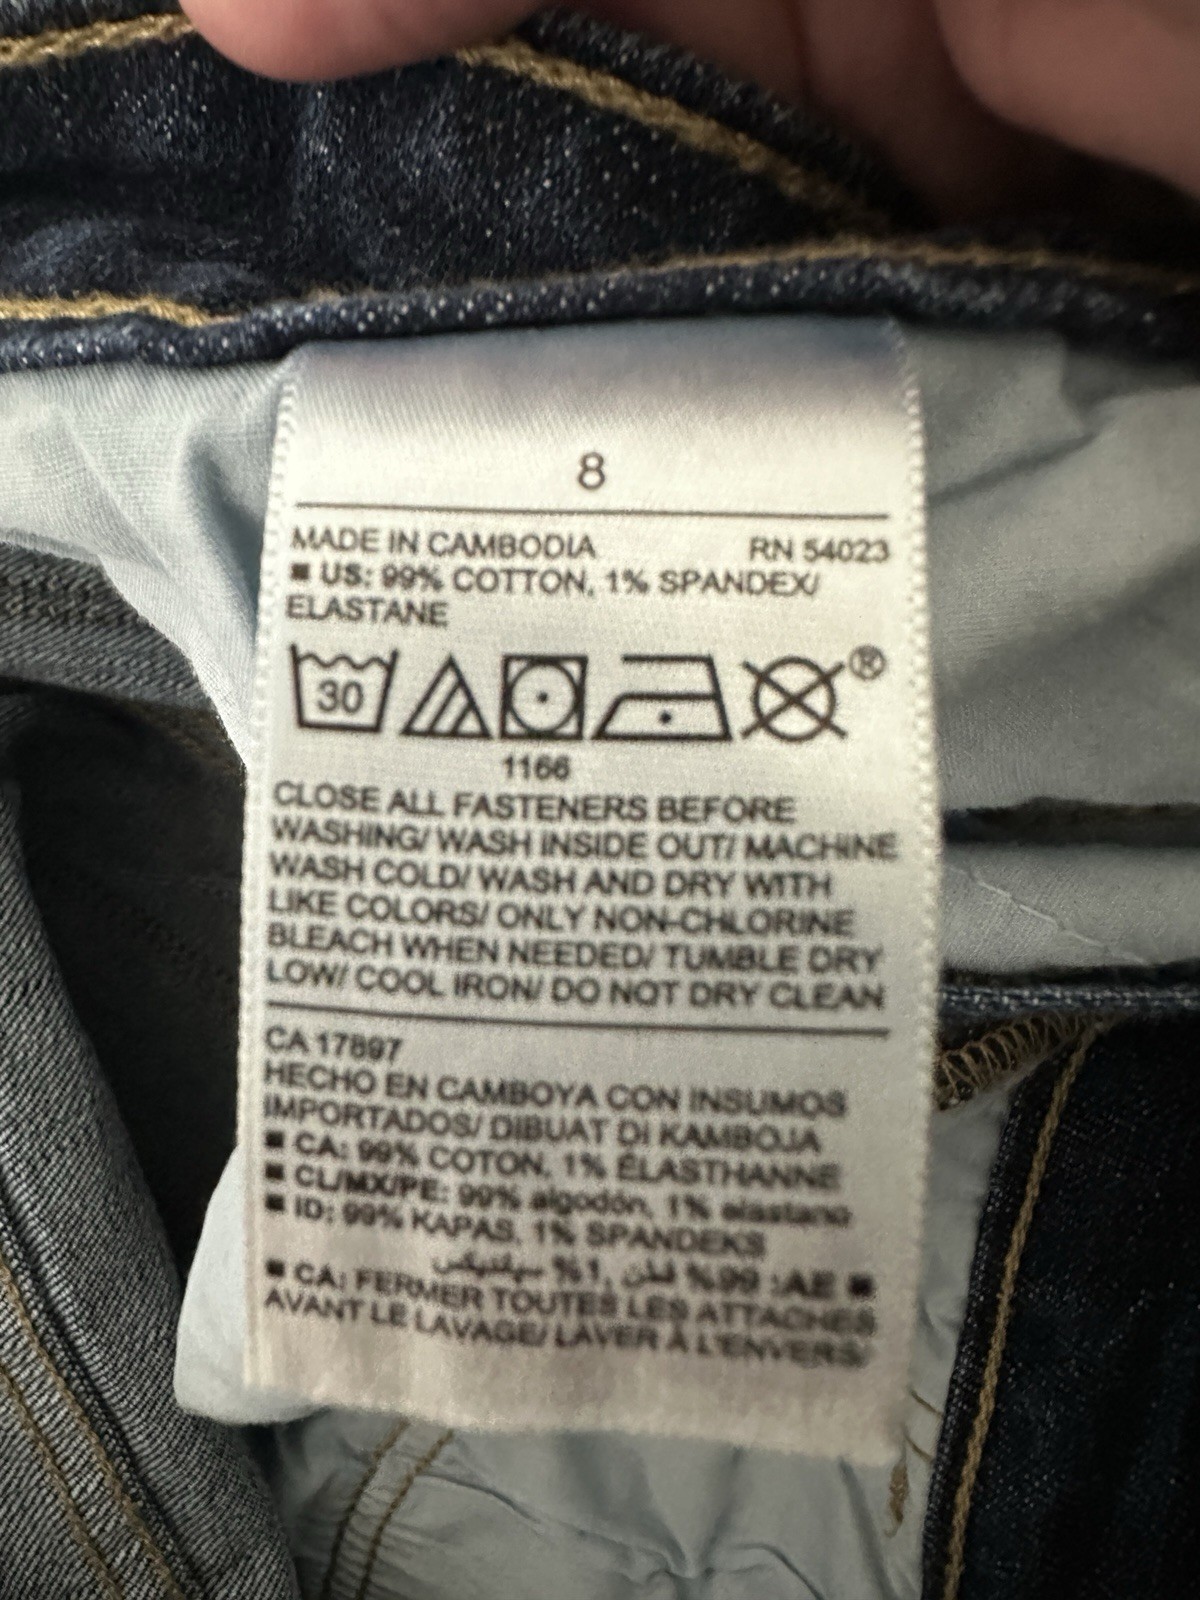 8
MADE IN CAMBODIA RN 54023
■ US: 99% COTTON, 1% SPANDEX/
ELASTANE
30
®
1166
CLOSE ALL FASTENERS BEFORE
WASHING/ WASH INSIDE OUT/ MACHINE
WASH COLD/ WASH AND DRY WITH
LIKE COLORS/ ONLY NON-CHLORINE
BLEACH WHEN NEEDED/ TUMBLE DRY
LOW/ COOL IRON/ DO NOT DRY CLEAN
CA 17897
HECHO EN CAMBOYA CON INSUMOS
IMPORTADOS/ DIBUAT DI KAMBOJA
■ CA: 99% COTON, 1% ÉLASTHANNE
■ CL/MX/PE: 99% algodón, 1% elastano
■ ID: 99% KAPAS, 1% SPANDEKS
■ AE: 99% قطن, 1% سباندكس
■ CA: FERMER TOUTES LES ATTACHES
AVANT LE LAVAGE/ LAVER À L'ENVERS/